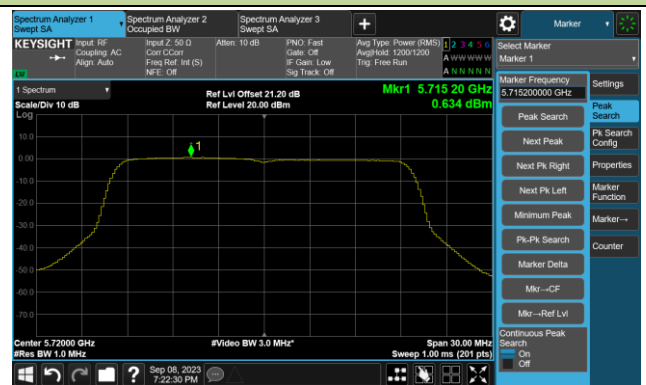 Spectrum Analyzer 1
Swept SA
Spectrum Analyzer 2
Occupied BW
Spectrum Analyzer 3
Swept SA
+
Marker
KEYSIGHT
Input: RF
Coupling: AC
Align: Auto
Input Z: 50 Ω
Corr CCorr
Freq Ref: Int (S)
NFE: Off
Atten: 10 dB
PNO: Fast
Gate: Off
IF Gain: Low
Sig Track: Off
Avg Type: Power (RMS)
Avg|Hold: 1200/1200
Trig: Free Run
1 2 3 4 5 6
A W W W W W
A N N N N N
Select Marker
Marker 1
1 Spectrum
Scale/Div 10 dB
Log
Ref Lvl Offset 21.20 dB
Ref Level 20.00 dBm
Mkr1 5.715 20 GHz
0.634 dBm
1
10.0
0.00
-10.0
-20.0
-30.0
-40.0
-50.0
-60.0
-70.0
Center 5.72000 GHz
#Res BW 1.0 MHz
#Video BW 3.0 MHz*
Span 30.00 MHz
Sweep 1.00 ms (201 pts)
Marker Frequency
5.715200000 GHz
Peak Search
Next Peak
Next Pk Right
Next Pk Left
Minimum Peak
Pk-Pk Search
Marker Delta
Mkr→CF
Mkr→Ref Lvl
Continuous Peak
Search
On
Off
Settings
Peak
Search
Pk Search
Config
Properties
Marker
Function
Marker→
Counter
?
Sep 08, 2023
7:22:30 PM